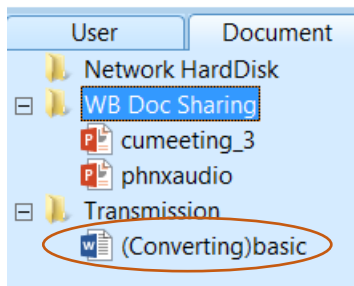 User Document
Network HardDisk
WB Doc Sharing
cumeeting_3
phnxaudio
Transmission
(Converting)basic